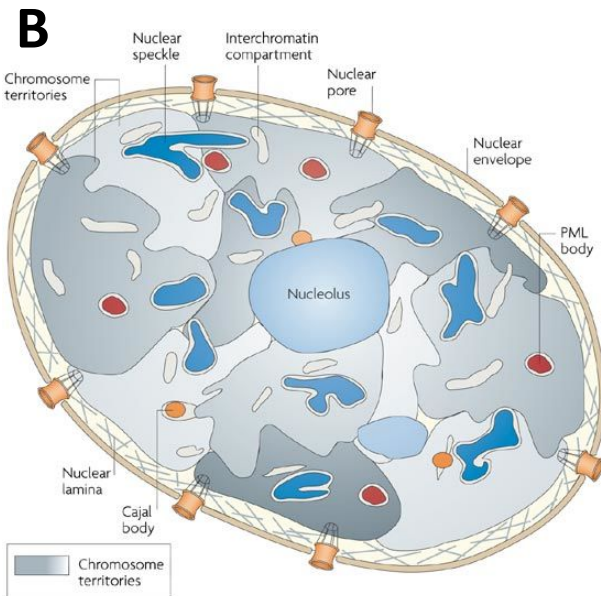 B
Nuclear
speckle
Interchromatin
compartment
Chromosome
territories
Nuclear
pore
Nuclear
envelope
PML
body
Nucleolus
Nuclear
lamina
Cajal
body
Chromosome
territories